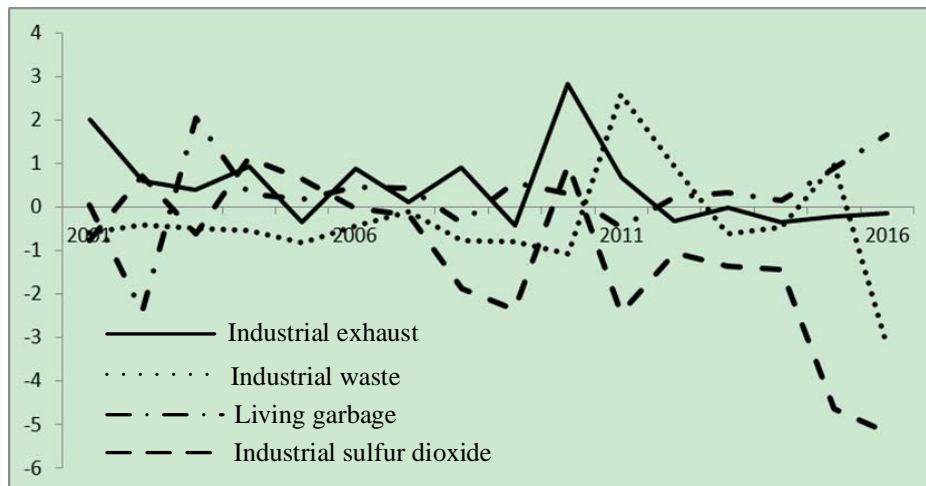 4
3
2
1
0
-1
-2
-3
-4
-5
-6
2001 2006 2011 2016
Industrial exhaust
Industrial waste
Living garbage
Industrial sulfur dioxide